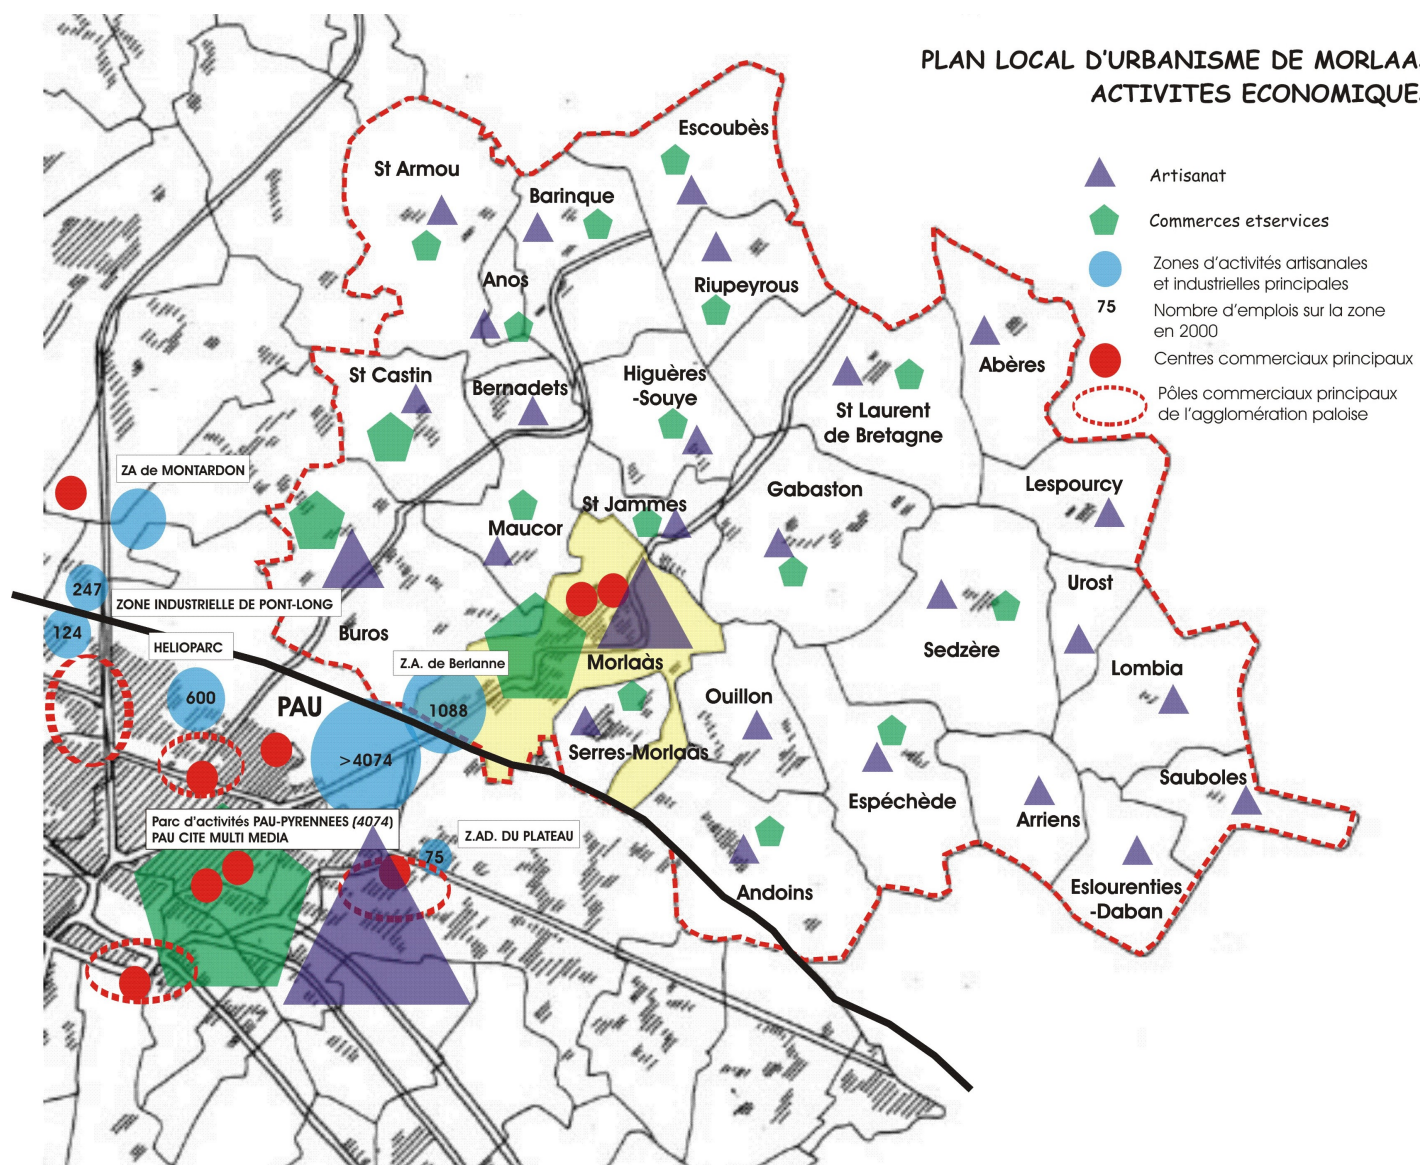 PLAN LOCAL D'URBANISME DE MORLAAS
ACTIVITES ECONOMIQUES
Artisanat
Commerces etservices
Zones d'activités artisanales
et industrielles principales
75
Nombre d'emplois sur la zone
en 2000
Centres commerciaux principaux
Pôles commerciaux principaux
de l'agglomération paloise
Escoubès
St Armou
Barinque
Anos
Riupeyrous
St Castin
Bernadets
Higuères
-Souye
Abères
St Laurent
de Bretagne
ZA de MONTARDON
Lespourcy
Gabaston
St Jammes
Maucor
247
ZONE INDUSTRIELLE DE PONT-LONG
Urost
124
Buros
HELIOPARC
Z.A. de Berlanne
Morlaàs
Sedzère
Lombia
600
PAU
1088
Ouillon
>4074
Serres-Morlaàs
Sauboles
Espéchède
Arriens
Parc d'activités PAU-PYRENNEES (4074)
PAU CITE MULTI MEDIA
Z.AD. DU PLATEAU
75
Andoins
Eslourenties
-Daban